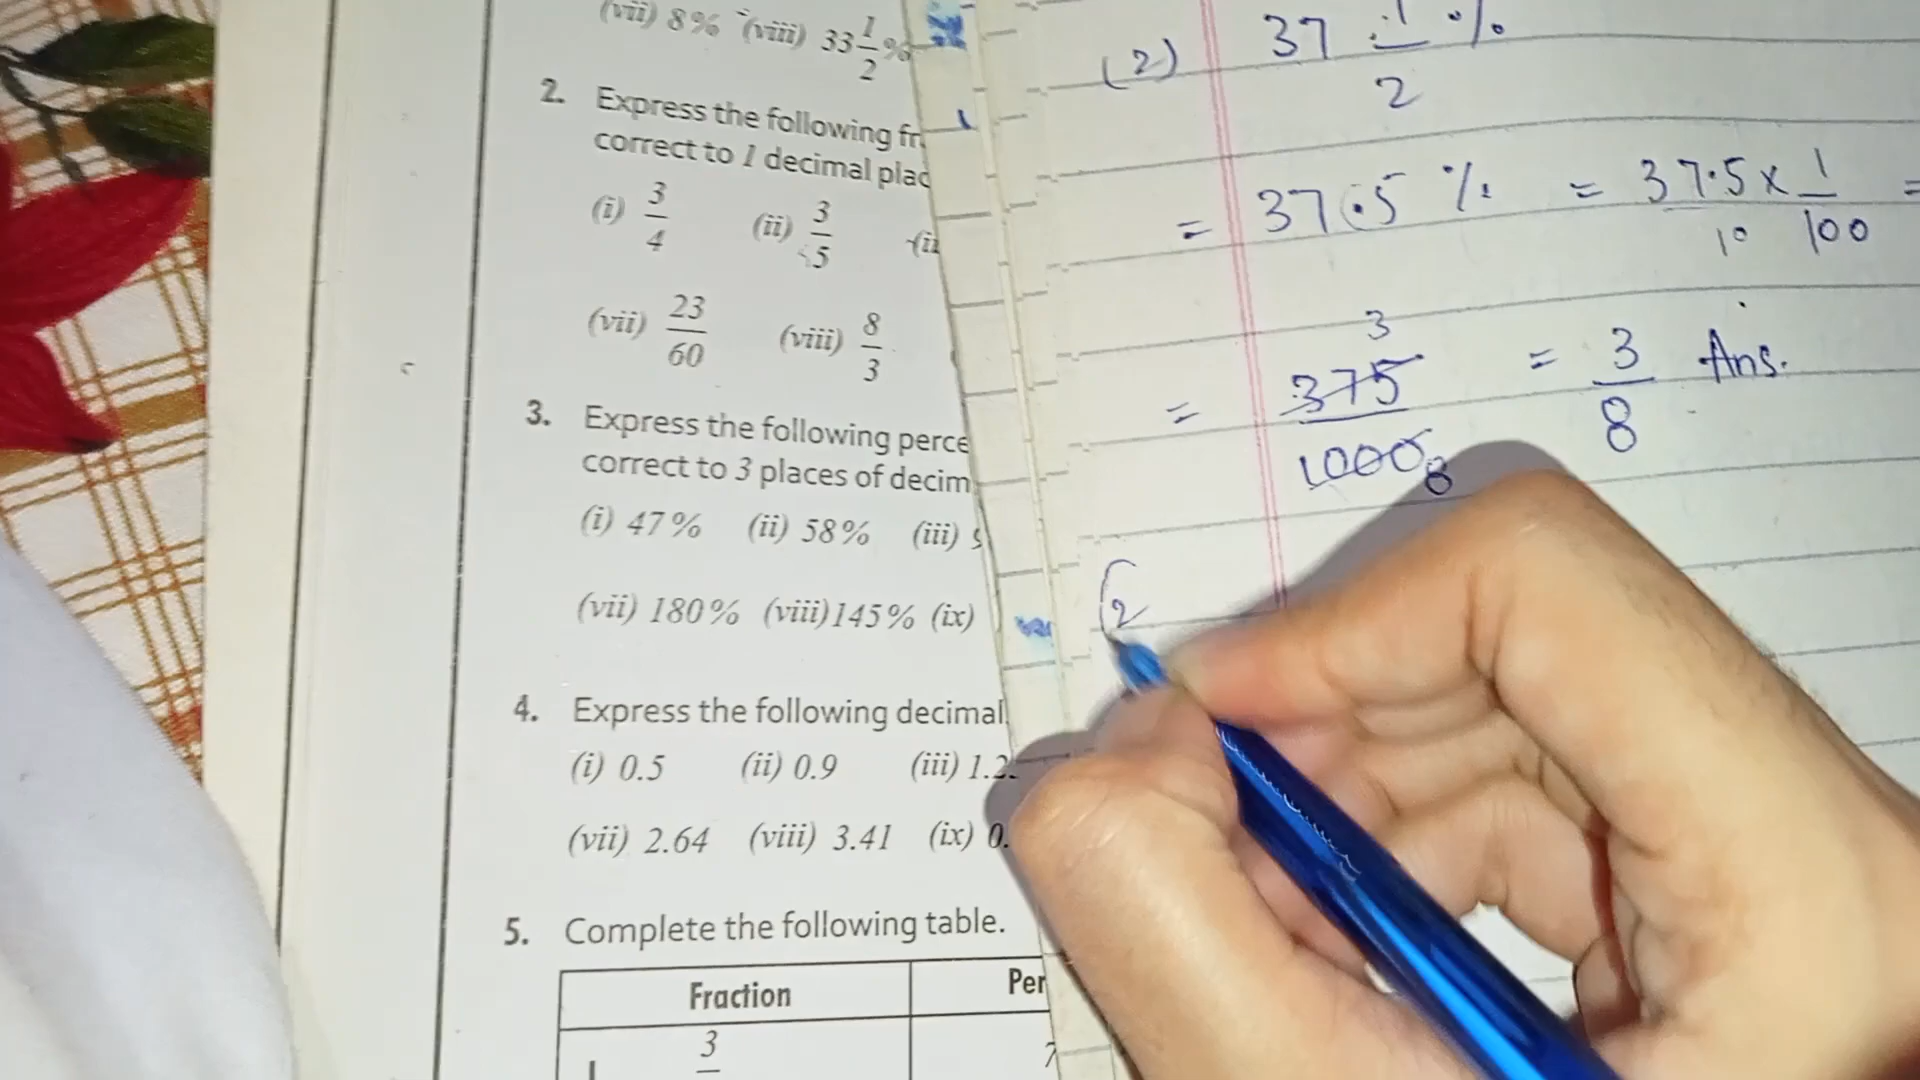 (vii) 8% (viii) 33 1/2 %
2. Express the following
correct to 1 decimal
(i) 3/4 (ii) 3/5
(vii) 23/60 (viii) 8/3
3. Express the following
correct to 3 places of
(i) 47% (ii) 58% (iii)
(vii) 180% (viii) 145% (ix)
4. Express the following decimal
(i) 0.5 (ii) 0.9 (iii) 1.2
(vii) 2.64 (viii) 3.41 (ix) 0.
5. Complete the following table.
Fraction
3
7
(2) 37 1/2 %
= 37.5 % = 37.5/10 × 1/100 =
3
= 375/1000 = 3/8 Ans.
8
(2